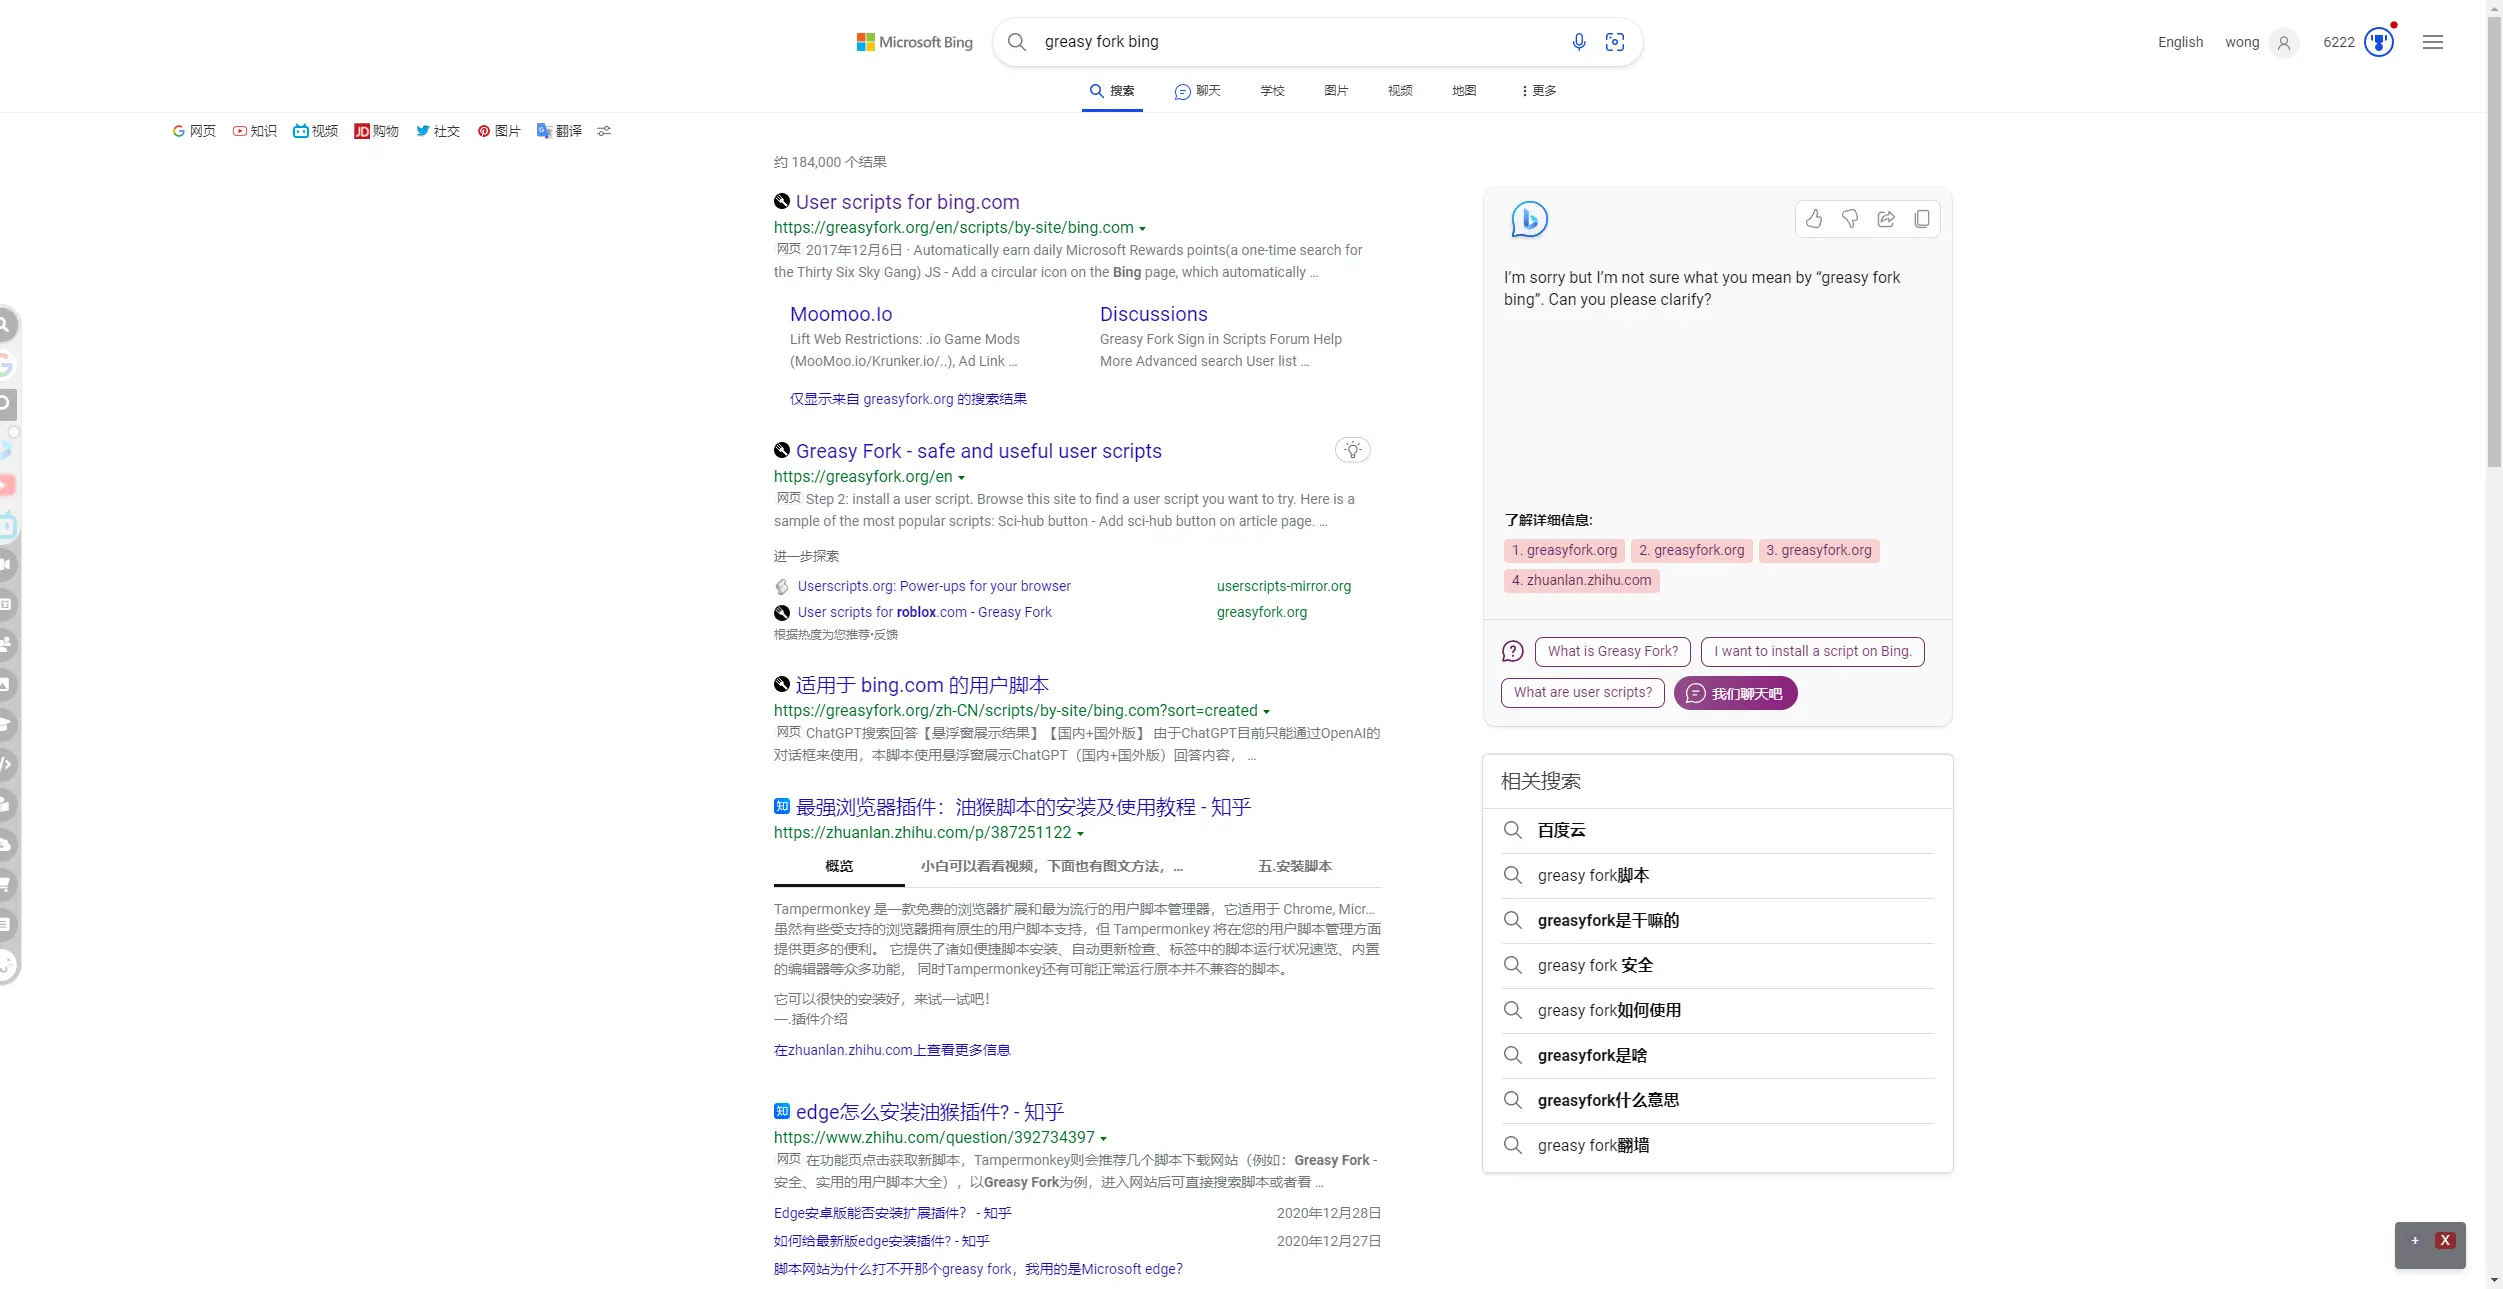 Microsoft Bing
greasy fork bing
English wong 6222
搜索 聊天 学校 图片 视频 地图 更多
网页 知识 视频 JD 购物 社交 图片 翻译
约 184,000 个结果
User scripts for bing.com
https://greasyfork.org/en/scripts/by-site/bing.com
网页 2017年12月6日 · Automatically earn daily Microsoft Rewards points(a one-time search for
the Thirty Six Sky Gang) JS - Add a circular icon on the Bing page, which automatically ...
Moomoo.Io
Lift Web Restrictions: .io Game Mods
(MooMoo.io/Krunker.io/..), Ad Link ...
Discussions
Greasy Fork Sign in Scripts Forum Help
More Advanced search User list ...
仅显示来自 greasyfork.org 的搜索结果
Greasy Fork - safe and useful user scripts
https://greasyfork.org/en
网页 Step 2: install a user script. Browse this site to find a user script you want to try. Here is a
sample of the most popular scripts: Sci-hub button - Add sci-hub button on article page. ...
进一步探索
Userscripts.org: Power-ups for your browser userscripts-mirror.org
User scripts for roblox.com - Greasy Fork greasyfork.org
根据热度为您推荐•反馈
适用于 bing.com 的用户脚本
https://greasyfork.org/zh-CN/scripts/by-site/bing.com?sort=created
网页 ChatGPT搜索回答【悬浮窗展示结果】【国内+国外版】 由于ChatGPT目前只能通过OpenAI的
对话框来使用，本脚本使用悬浮窗展示ChatGPT（国内+国外版）回答内容， ...
知 最强浏览器插件：油猴脚本的安装及使用教程 - 知乎
https://zhuanlan.zhihu.com/p/387251122
概览 小白可以看看视频，下面也有图文方法，... 五.安装脚本
Tampermonkey 是一款免费的浏览器扩展和最为流行的用户脚本管理器，它适用于 Chrome, Micr...
虽然有些受支持的浏览器拥有原生的用户脚本支持，但 Tampermonkey 将在您的用户脚本管理方面
提供更多的便利。 它提供了诸如便捷脚本安装、自动更新检查、标签中的脚本运行状况速览、内置
的编辑器等众多功能， 同时Tampermonkey还有可能正常运行原本并不兼容的脚本。
它可以很快的安装好，来试一试吧！
一.插件介绍
在zhuanlan.zhihu.com上查看更多信息
知 edge怎么安装油猴插件? - 知乎
https://www.zhihu.com/question/392734397
网页 在功能页点击获取新脚本，Tampermonkey则会推荐几个脚本下载网站（例如：Greasy Fork -
安全、实用的用户脚本大全），以Greasy Fork为例，进入网站后可直接搜索脚本或者看 ...
Edge安卓版能否安装扩展插件？ - 知乎 2020年12月28日
如何给最新版edge安装插件? - 知乎 2020年12月27日
脚本网站为什么打不开那个greasy fork，我用的是Microsoft edge?
I'm sorry but I'm not sure what you mean by “greasy fork
bing”. Can you please clarify?
了解详细信息:
1. greasyfork.org 2. greasyfork.org 3. greasyfork.org
4. zhuanlan.zhihu.com
What is Greasy Fork? I want to install a script on Bing.
What are user scripts? 我们聊天吧
相关搜索
百度云
greasy fork脚本
greasyfork是干嘛的
greasy fork 安全
greasy fork如何使用
greasyfork是啥
greasyfork什么意思
greasy fork翻墙
+ X